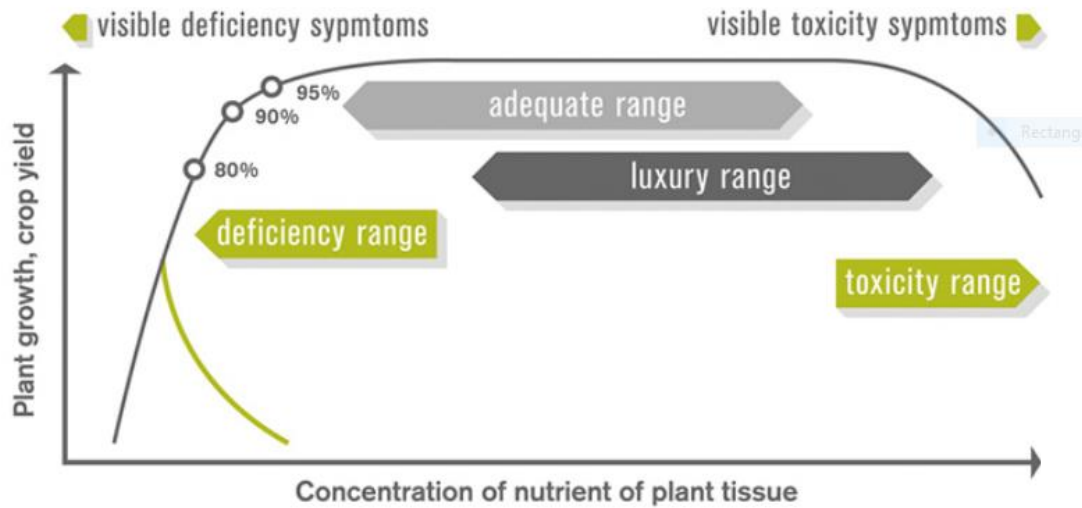 visible deficiency sypmtoms
visible toxicity sypmtoms
95%
90%
80%
adequate range
luxury range
deficiency range
toxicity range
Rectang
Plant growth, crop yield
Concentration of nutrient of plant tissue